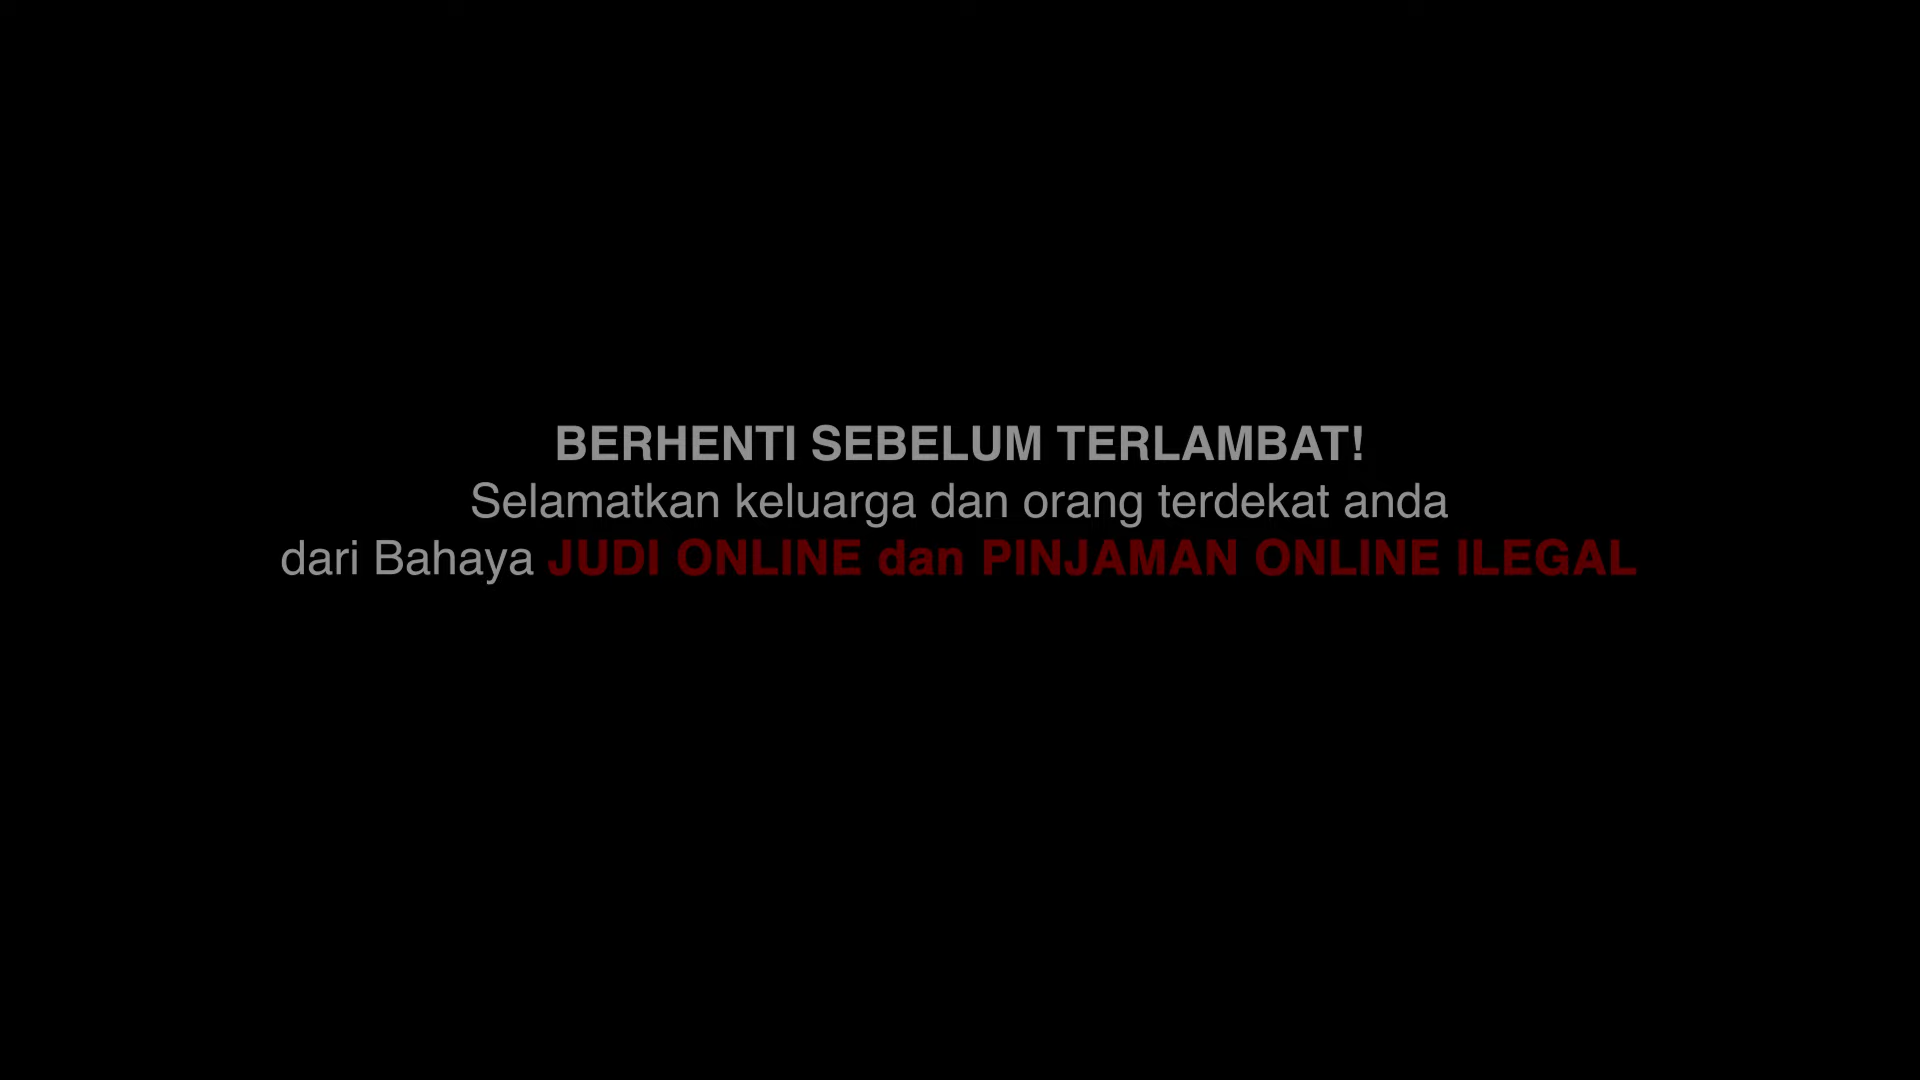 BERHENTI SEBELUM TERLAMBAT!
Selamatkan keluarga dan orang terdekat anda
dari Bahaya JUDI ONLINE dan PINJAMAN ONLINE ILEGAL